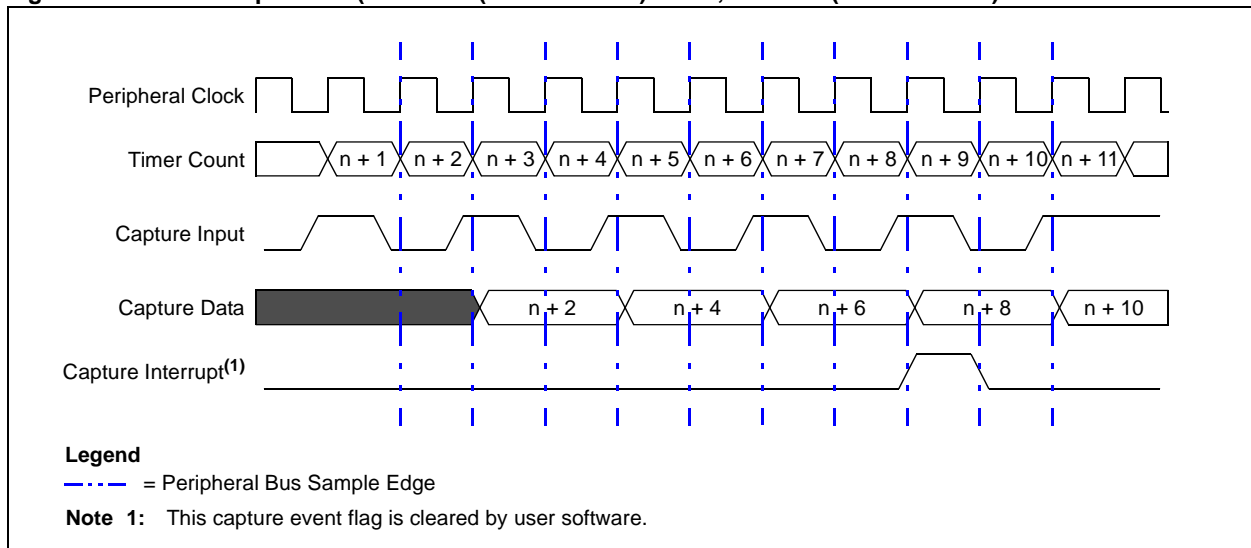 Peripheral Clock
Timer Count
n + 1 n + 2 n + 3 n + 4 n + 5 n + 6 n + 7 n + 8 n + 9 n + 10 n + 11
Capture Input
Capture Data
n + 2 n + 4 n + 6 n + 8 n + 10
Capture Interrupt(1)
Legend
= Peripheral Bus Sample Edge
Note 1: This capture event flag is cleared by user software.